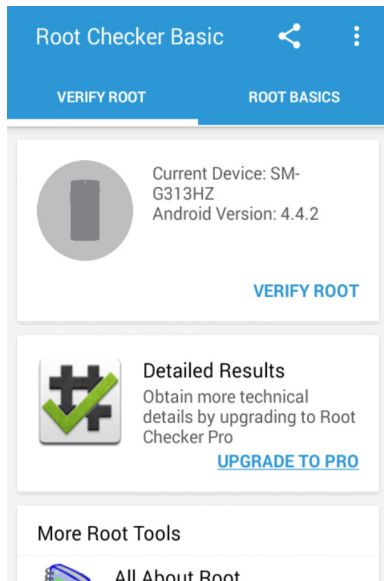 Root Checker Basic
VERIFY ROOT
ROOT BASICS
Current Device: SM-
G313HZ
Android Version: 4.4.2
VERIFY ROOT
Detailed Results
Obtain more technical
details by upgrading to Root
Checker Pro
UPGRADE TO PRO
More Root Tools
All About Root